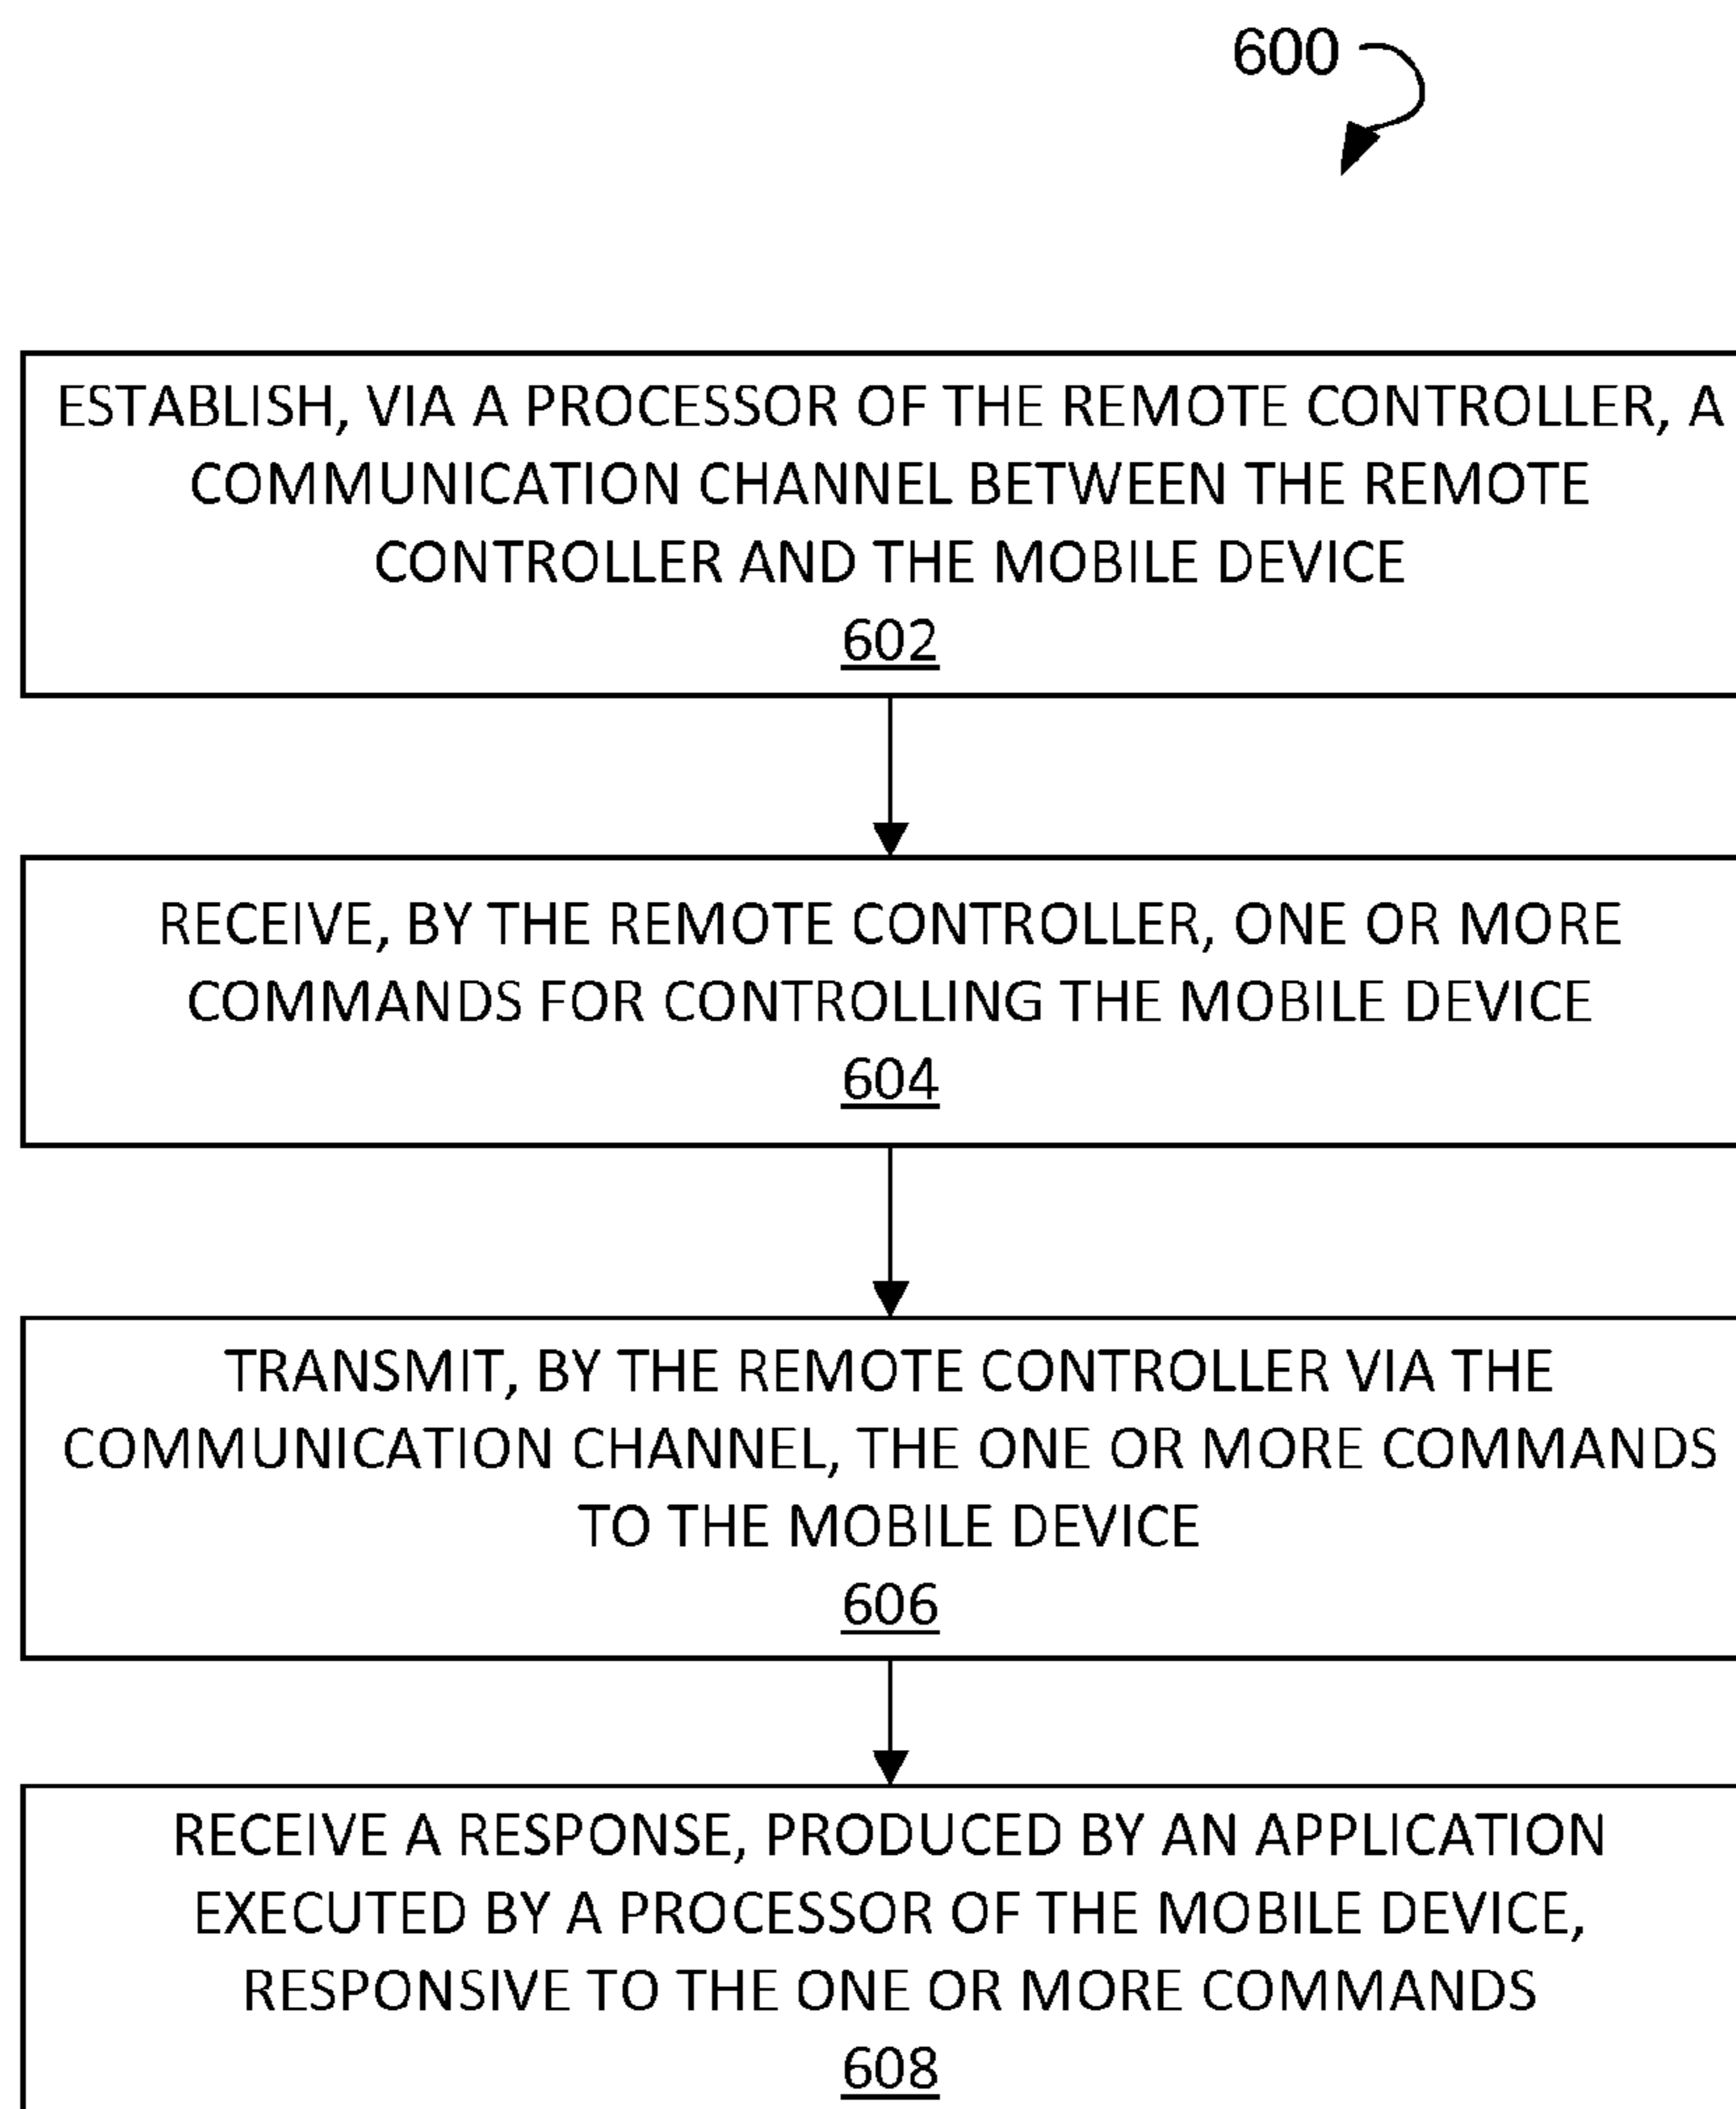 600
ESTABLISH, VIA A PROCESSOR OF THE REMOTE CONTROLLER, A
COMMUNICATION CHANNEL BETWEEN THE REMOTE
CONTROLLER AND THE MOBILE DEVICE
602
RECEIVE, BY THE REMOTE CONTROLLER, ONE OR MORE
COMMANDS FOR CONTROLLING THE MOBILE DEVICE
604
TRANSMIT, BY THE REMOTE CONTROLLER VIA THE
COMMUNICATION CHANNEL, THE ONE OR MORE COMMANDS
TO THE MOBILE DEVICE
606
RECEIVE A RESPONSE, PRODUCED BY AN APPLICATION
EXECUTED BY A PROCESSOR OF THE MOBILE DEVICE,
RESPONSIVE TO THE ONE OR MORE COMMANDS
608